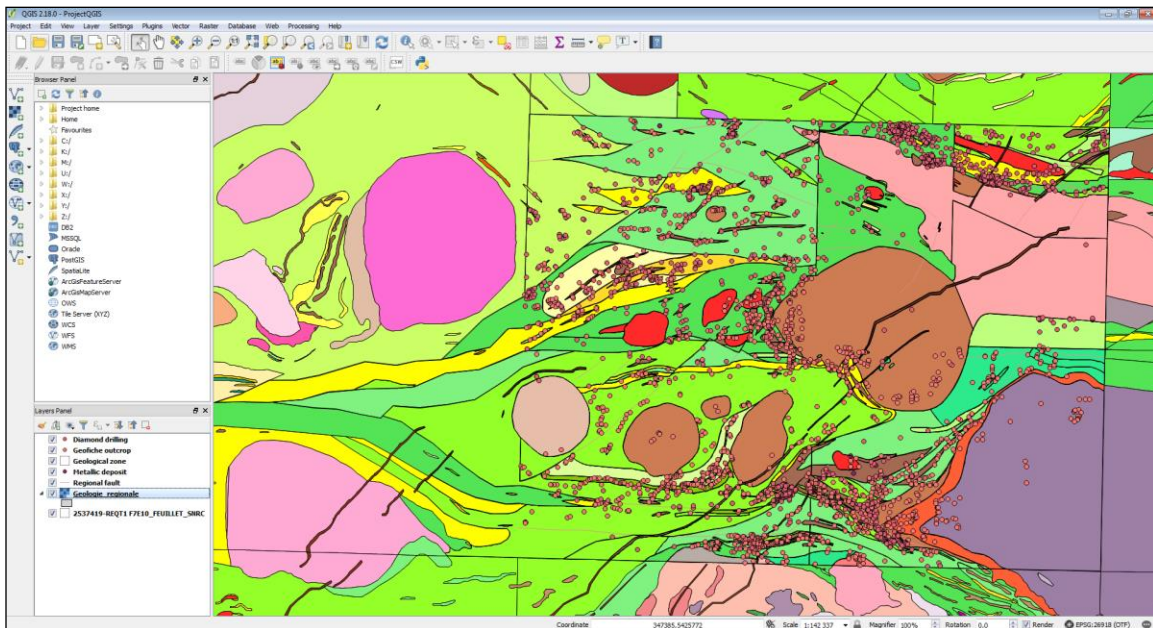 QGIS 2.18.0 - ProjectQGIS
Project Edit View Layer Settings Plugins Vector Raster Database Web Processing Help
CSW
Browser Panel
Project home
Home
Favourites
C:/
K:/
M:/
U:/
W:/
X:/
Y:/
Z:/
DB2
MSSQL
Oracle
PostGIS
SpatiaLite
ArcGisFeatureServer
ArcGisMapServer
OWS
Tile Server (XYZ)
WCS
WFS
WMS
Layers Panel
Diamond drilling
Geofiche outcrop
Geological zone
Metallic deposit
Regional fault
Geologie_regionale
2537419-REQT1 F7E10_FEUILLET_SNRC
Coordinate 347385,5425772 Scale 1:142 337 Magnifier 100% Rotation 0.0 Render EPSG:26918 (OTF)